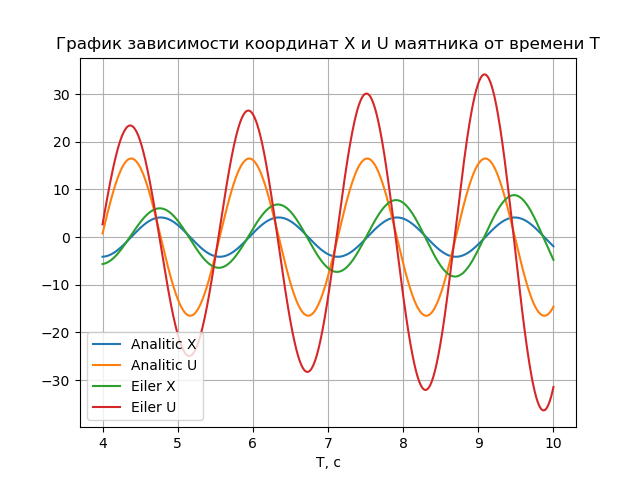 График зависимости координат X и U маятника от времени T
30
20
10
0
−10
−20
−30
Analitic X
Analitic U
Eiler X
Eiler U
4 5 6 7 8 9 10
T, с